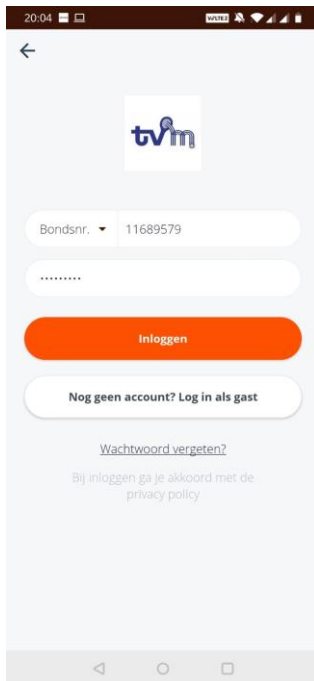 20:04
tvm
Bondsnr. 11689579
.........
Inloggen
Nog geen account? Log in als gast
Wachtwoord vergeten?
Bij inloggen ga je akkoord met de
privacy policy